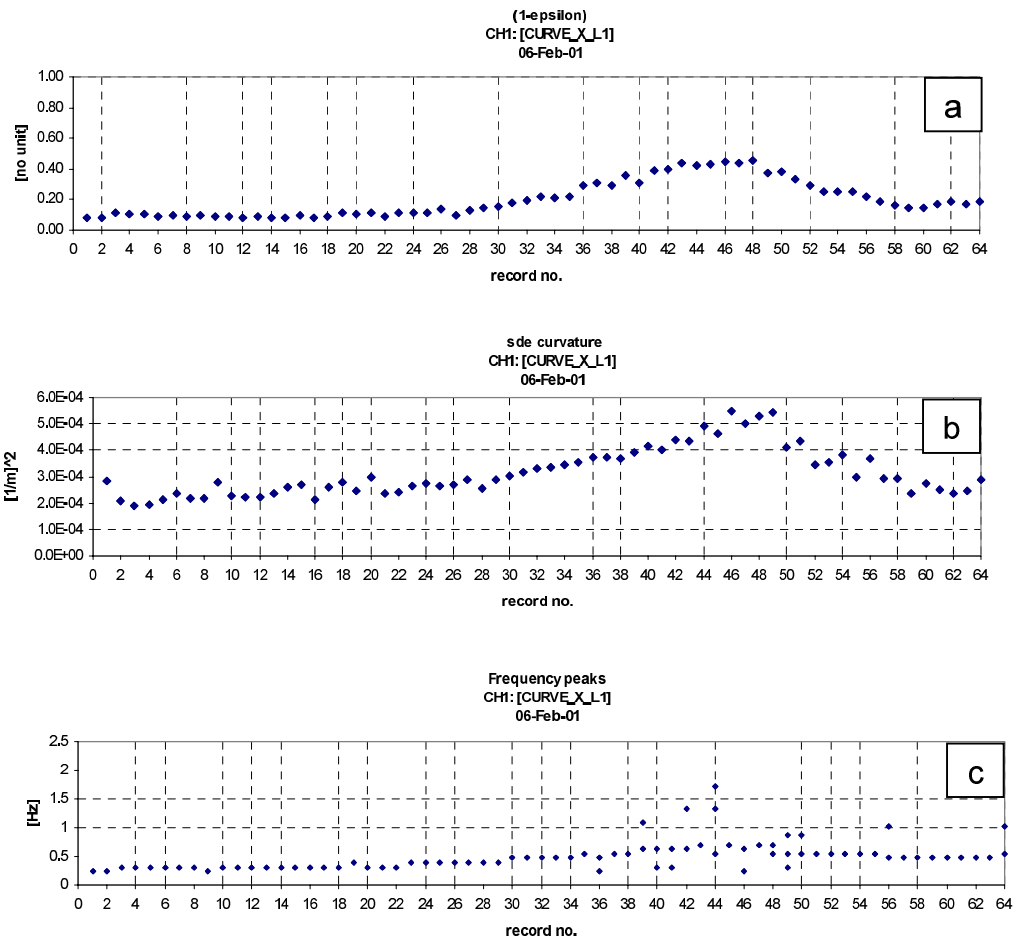 (1-epsilon)
CH1: [CURVE_X_L1]
06-Feb-01
a
1.00
0.80
0.60
0.40
0.20
0.00
[no unit]
0 2 4 6 8 10 12 14 16 18 20 22 24 26 28 30 32 34 36 38 40 42 44 46 48 50 52 54 56 58 60 62 64
record no.
sde curvature
CH1: [CURVE_X_L1]
06-Feb-01
b
6.0E-04
5.0E-04
4.0E-04
3.0E-04
2.0E-04
1.0E-04
0.0E+00
[1/m]^2
0 2 4 6 8 10 12 14 16 18 20 22 24 26 28 30 32 34 36 38 40 42 44 46 48 50 52 54 56 58 60 62 64
record no.
Frequency peaks
CH1: [CURVE_X_L1]
06-Feb-01
c
2.5
2
1.5
1
0.5
0
[Hz]
0 2 4 6 8 10 12 14 16 18 20 22 24 26 28 30 32 34 36 38 40 42 44 46 48 50 52 54 56 58 60 62 64
record no.